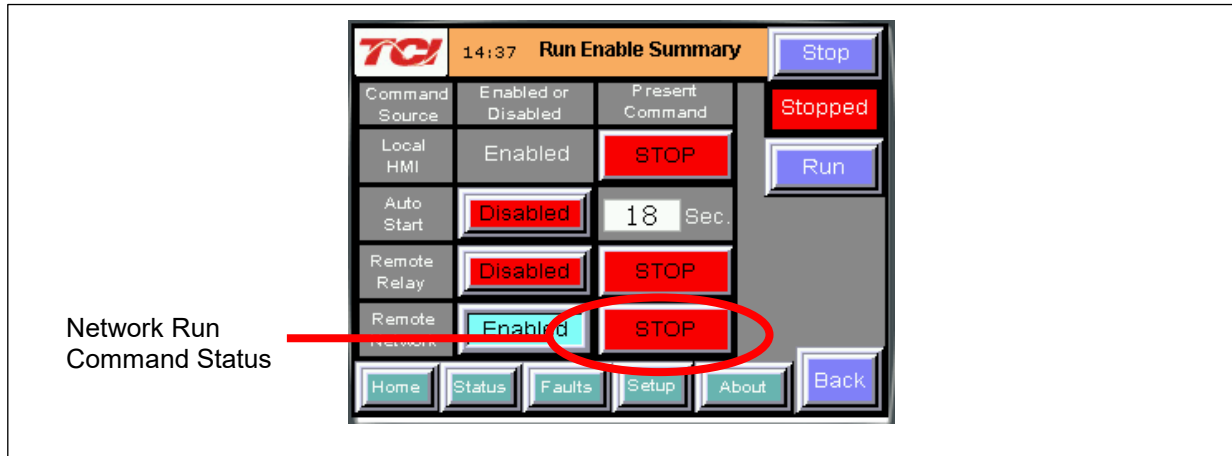 TCI 14:37 Run Enable Summary Stop
Command Source Enabled or Disabled Present Command Stopped
Local HMI Enabled STOP Run
Auto Start Disabled 18 Sec.
Remote Relay Disabled STOP
Remote Network Enabled STOP
Network Run
Command Status
Home Status Faults Setup About Back